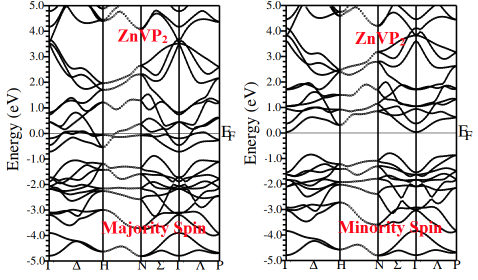 5.0
4.0
3.0
2.0
1.0
0.0
-1.0
-2.0
-3.0
-4.0
-5.0
Energy (eV)
ZnVP2
Majority Spin
EF
Γ Δ H N Σ Γ Λ P
5.0
4.0
3.0
2.0
1.0
0.0
-1.0
-2.0
-3.0
-4.0
-5.0
Energy (eV)
ZnVP2
Minority Spin
EF
Γ Δ H N Σ Γ Λ P